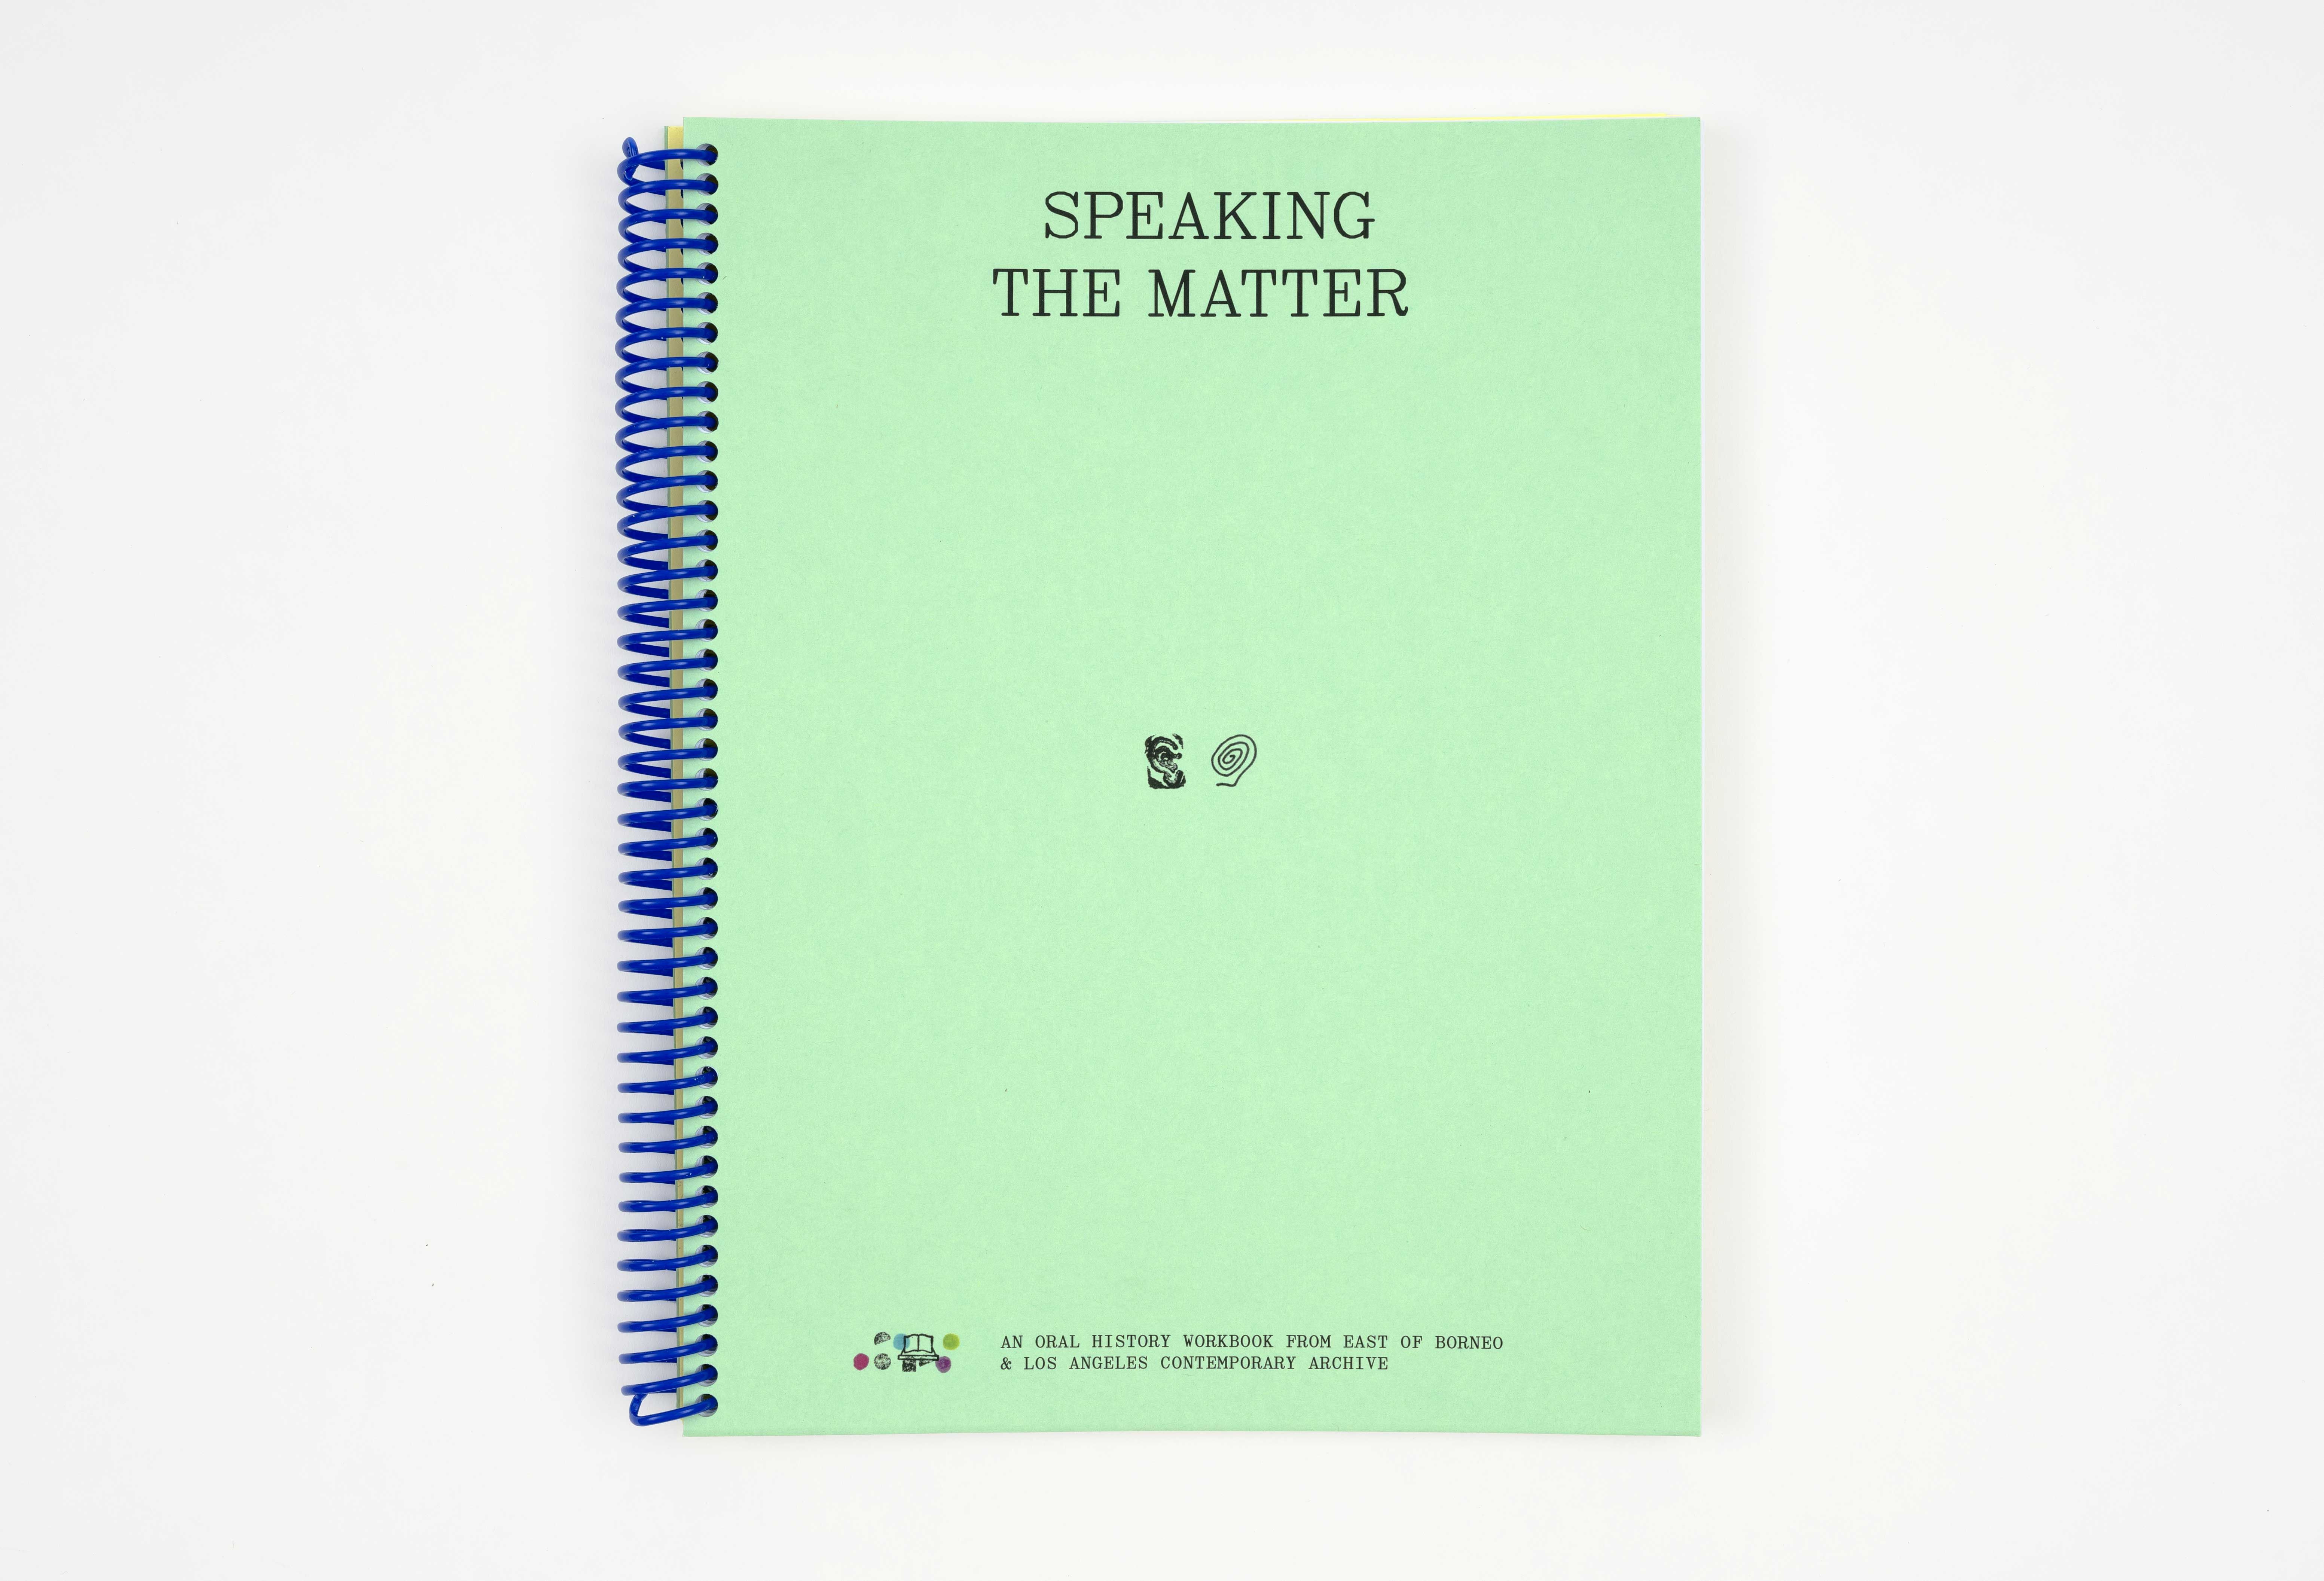 SPEAKING
THE MATTER
AN ORAL HISTORY WORKBOOK FROM EAST OF BORNEO
& LOS ANGELES CONTEMPORARY ARCHIVE